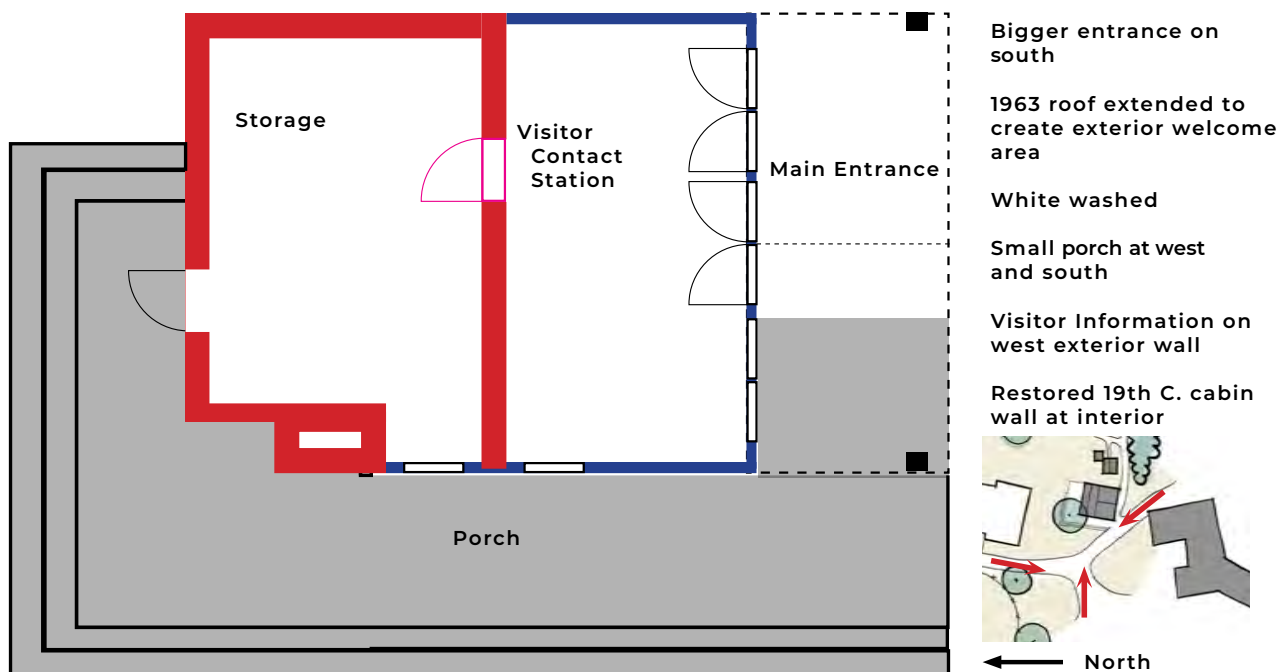 Storage
Visitor
Contact
Station
Main Entrance
Porch
Bigger entrance on
south
1963 roof extended to
create exterior welcome
area
White washed
Small porch at west
and south
Visitor Information on
west exterior wall
Restored 19th C. cabin
wall at interior
North